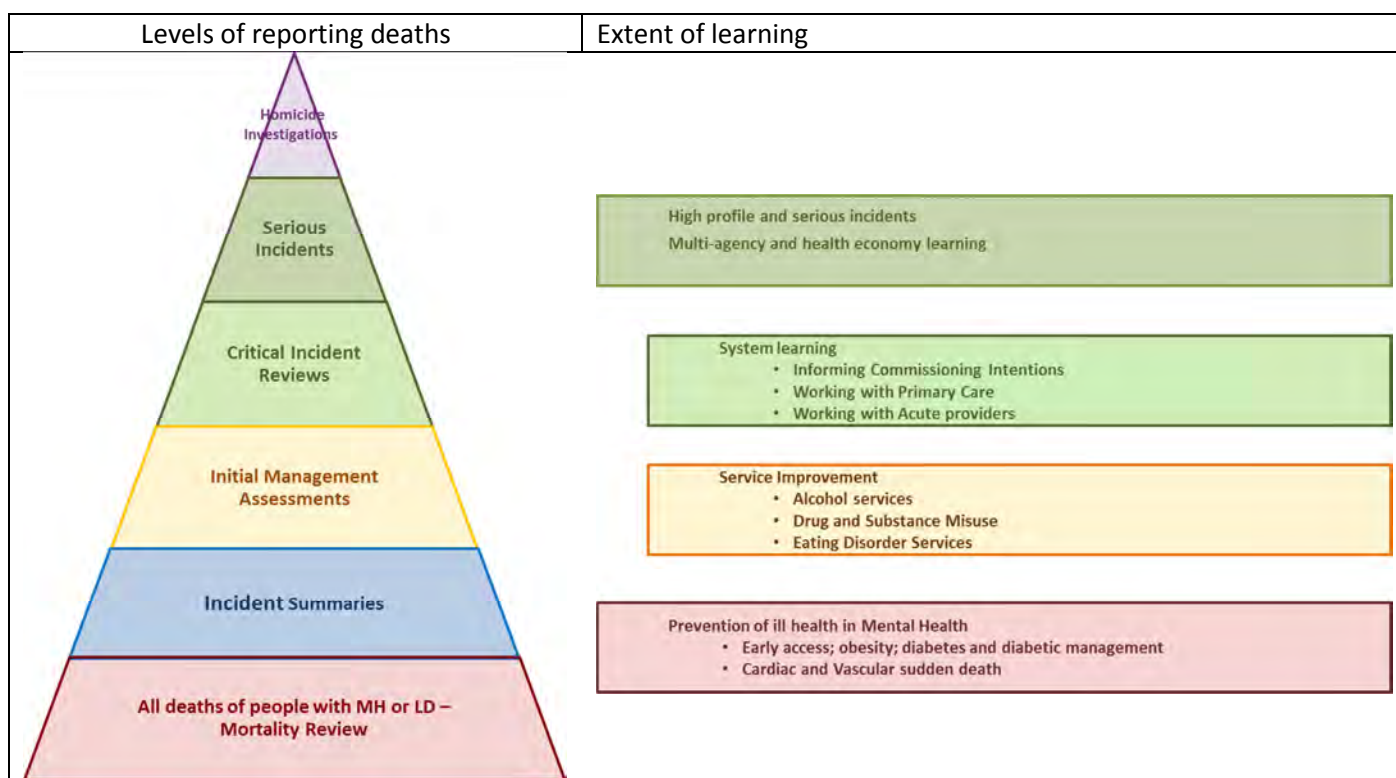 Levels of reporting deaths
Extent of learning
Homicide
Investigations
Serious
Incidents
Critical Incident
Reviews
Initial Management
Assessments
Incident Summaries
All deaths of people with MH or LD –
Mortality Review
High profile and serious incidents
Multi-agency and health economy learning
System learning
• Informing Commissioning Intentions
• Working with Primary Care
• Working with Acute providers
Service Improvement
• Alcohol services
• Drug and Substance Misuse
• Eating Disorder Services
Prevention of ill health in Mental Health
• Early access; obesity; diabetes and diabetic management
• Cardiac and Vascular sudden death